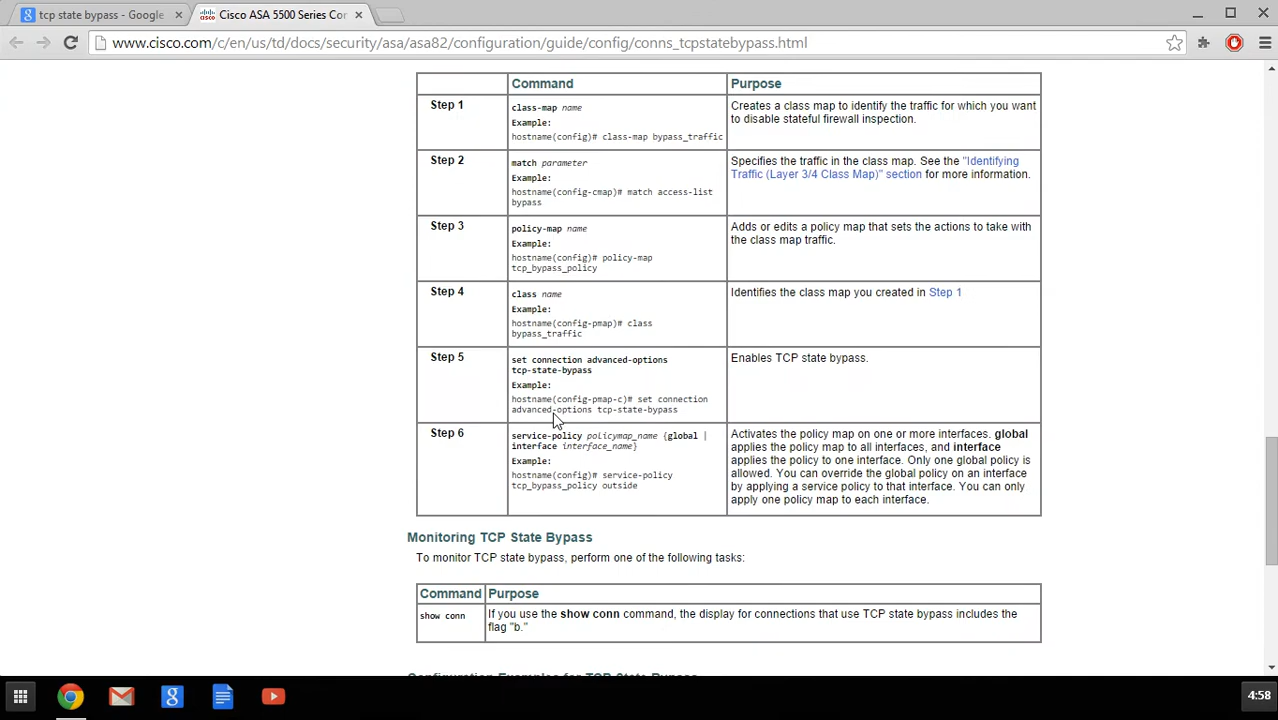 tcp state bypass - Google
Cisco ASA 5500 Series Cor
www.cisco.com/c/en/us/td/docs/security/asa/asa82/configuration/guide/config/conns_tcpstatebypass.html
Command
Purpose
Step 1
class-map name
Example:
hostname(config)# class-map bypass_traffic
Creates a class map to identify the traffic for which you want
to disable stateful firewall inspection.
Step 2
match parameter
Example:
hostname(config-cmap)# match access-list
bypass
Specifies the traffic in the class map. See the "Identifying
Traffic (Layer 3/4 Class Map)" section for more information.
Step 3
policy-map name
Example:
hostname(config)# policy-map
tcp_bypass_policy
Adds or edits a policy map that sets the actions to take with
the class map traffic.
Step 4
class name
Example:
hostname(config-pmap)# class
bypass_traffic
Identifies the class map you created in Step 1
Step 5
set connection advanced-options
tcp-state-bypass
Example:
hostname(config-pmap-c)# set connection
advanced-options tcp-state-bypass
Enables TCP state bypass.
Step 6
service-policy policymap_name {global |
interface interface_name}
Example:
hostname(config)# service-policy
tcp_bypass_policy outside
Activates the policy map on one or more interfaces. global
applies the policy map to all interfaces, and interface
applies the policy to one interface. Only one global policy is
allowed. You can override the global policy on an interface
by applying a service policy to that interface. You can only
apply one policy map to each interface.
Monitoring TCP State Bypass
To monitor TCP state bypass, perform one of the following tasks:
Command
Purpose
show conn
If you use the show conn command, the display for connections that use TCP state bypass includes the
flag "b."
Configuration Examples for TCP State Bypass
4:58